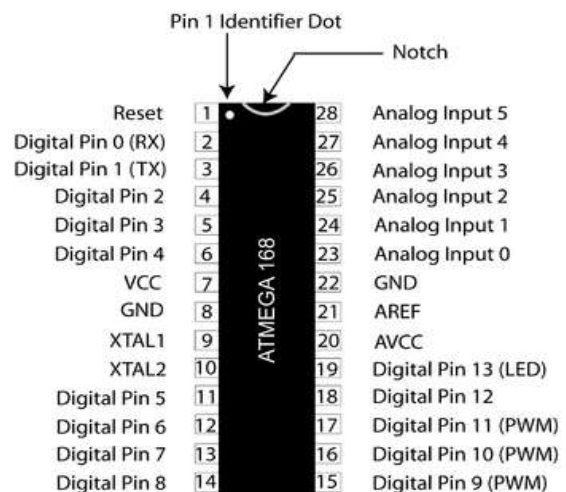 Pin 1 Identifier Dot
Notch
Reset 1 28 Analog Input 5
Digital Pin 0 (RX) 2 27 Analog Input 4
Digital Pin 1 (TX) 3 26 Analog Input 3
Digital Pin 2 4 25 Analog Input 2
Digital Pin 3 5 24 Analog Input 1
Digital Pin 4 6 23 Analog Input 0
VCC 7 22 GND
GND 8 21 AREF
XTAL1 9 20 AVCC
XTAL2 10 19 Digital Pin 13 (LED)
Digital Pin 5 11 18 Digital Pin 12
Digital Pin 6 12 17 Digital Pin 11 (PWM)
Digital Pin 7 13 16 Digital Pin 10 (PWM)
Digital Pin 8 14 15 Digital Pin 9 (PWM)
ATMEGA 168